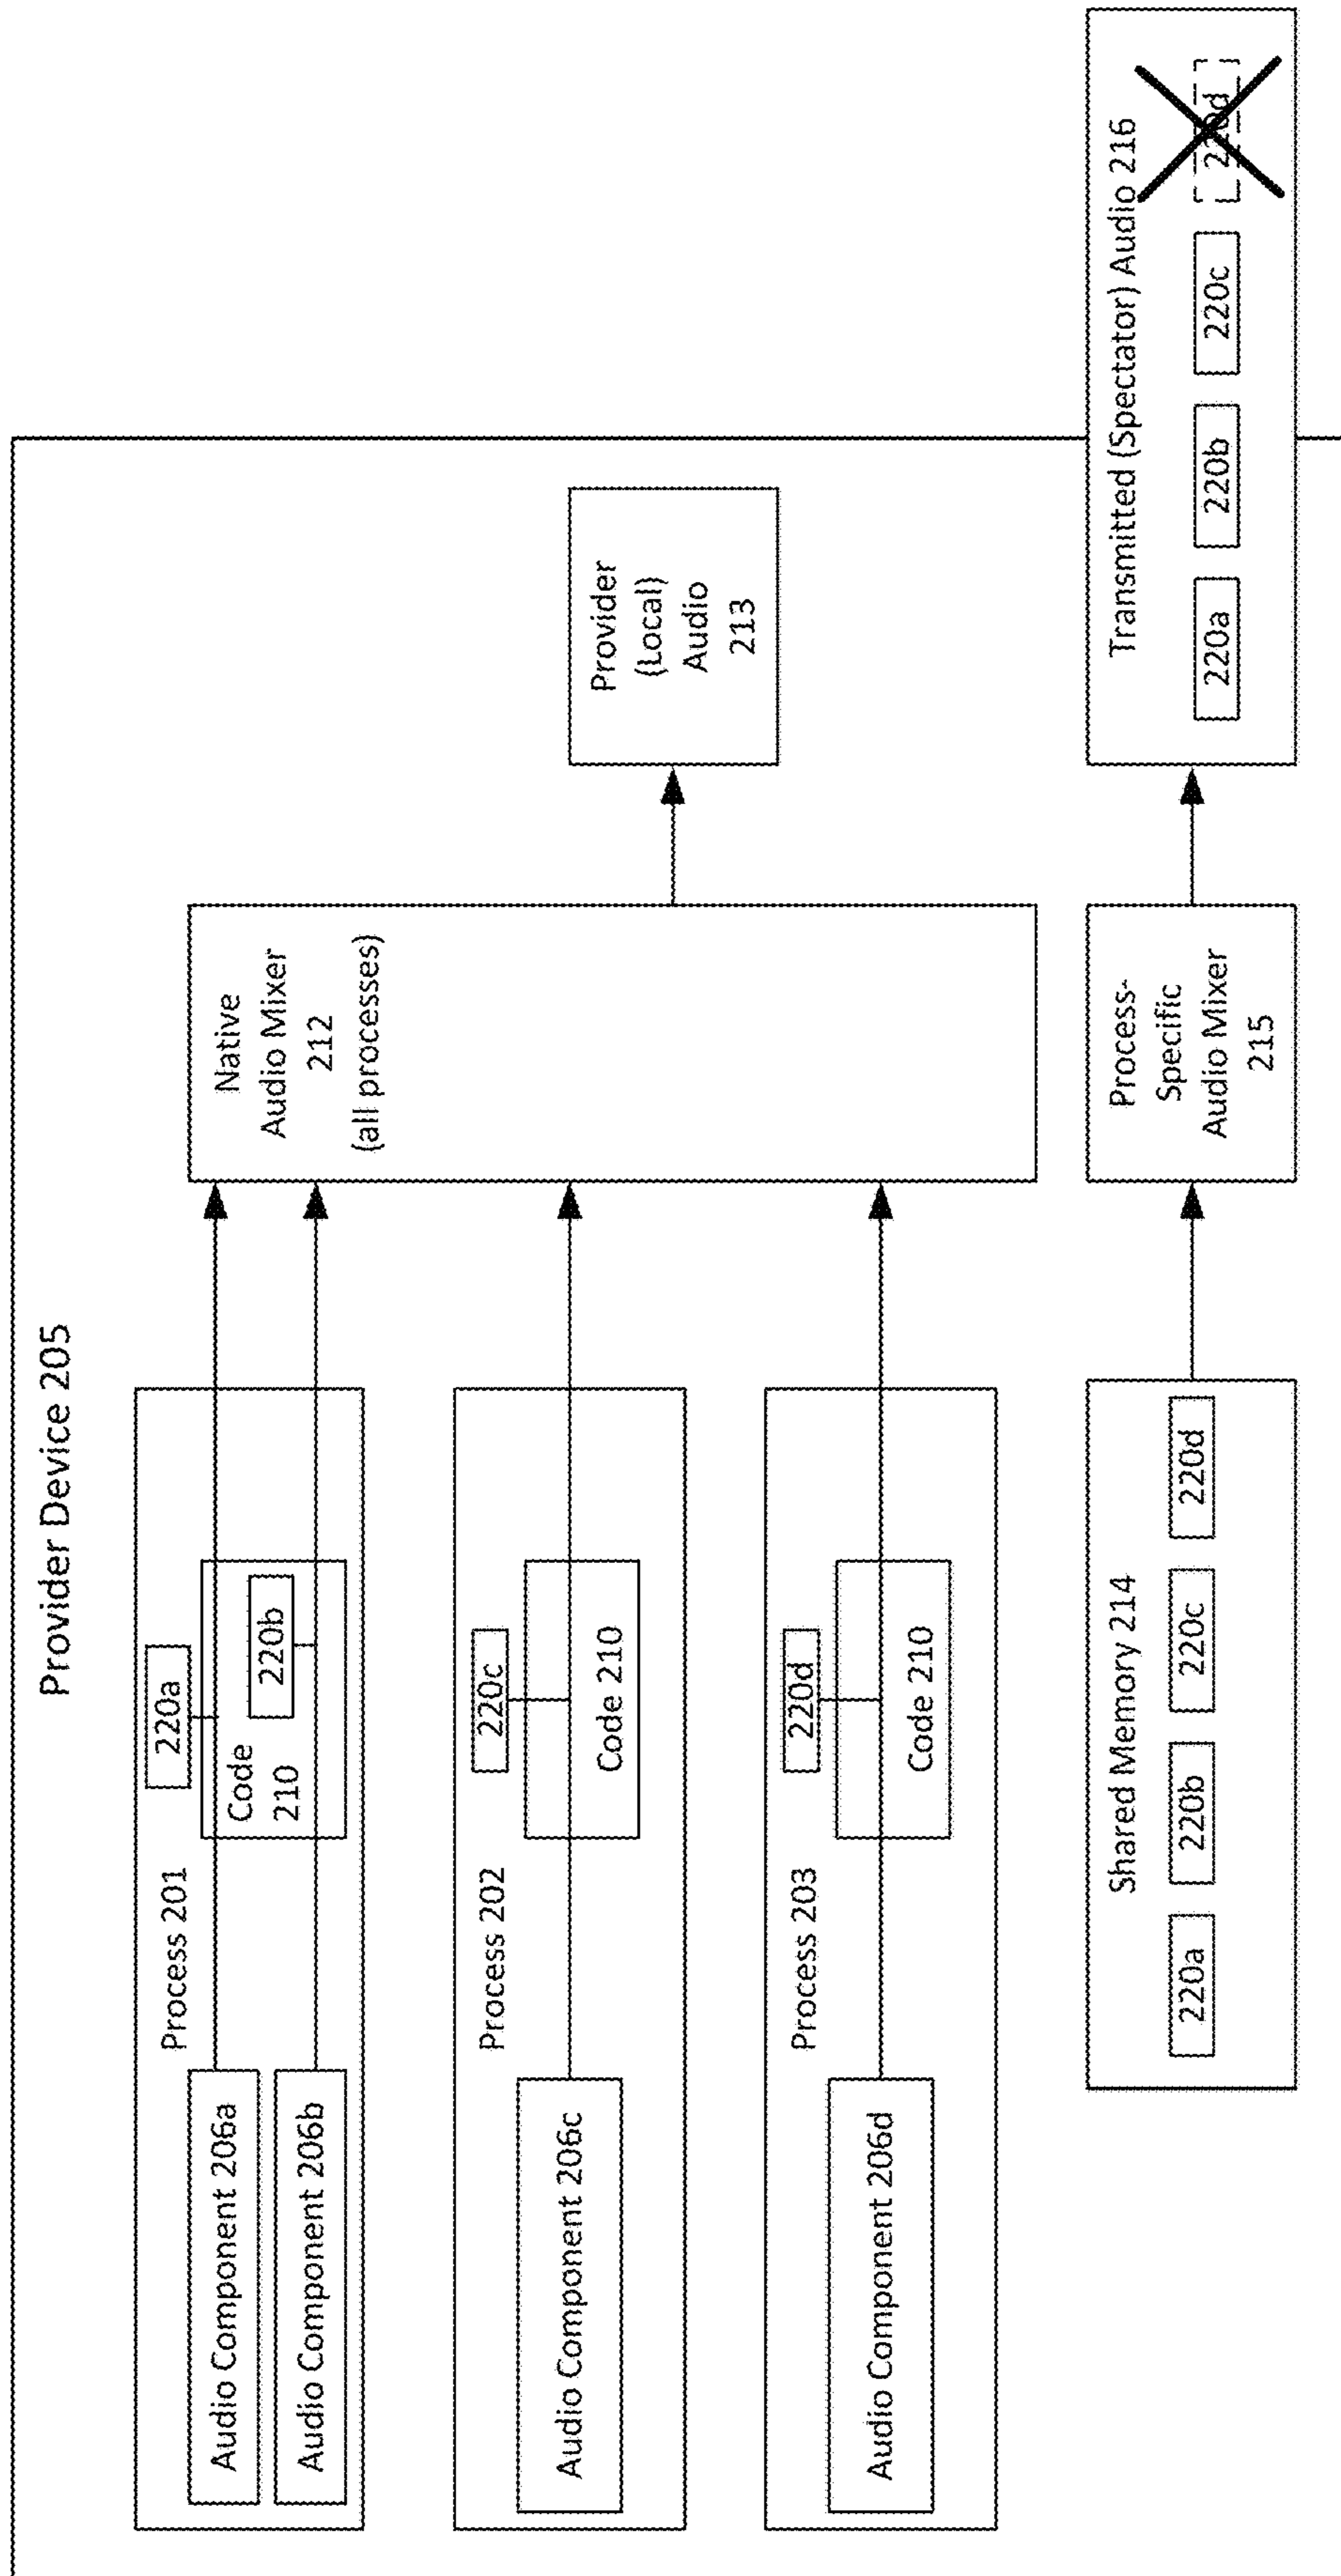 Provider Device 205
Process 201
Audio Component 206a
Audio Component 206b
220a
Code
210
220b
Process 202
Audio Component 206c
220c
Code 210
Process 203
Audio Component 206d
220d
Code 210
Native
Audio Mixer
212
(all processes)
Provider
(Local)
Audio
213
Shared Memory 214
220a
220b
220c
220d
Process-
Specific
Audio Mixer
215
Transmitted (Spectator) Audio 216
220a
220b
220c
220d